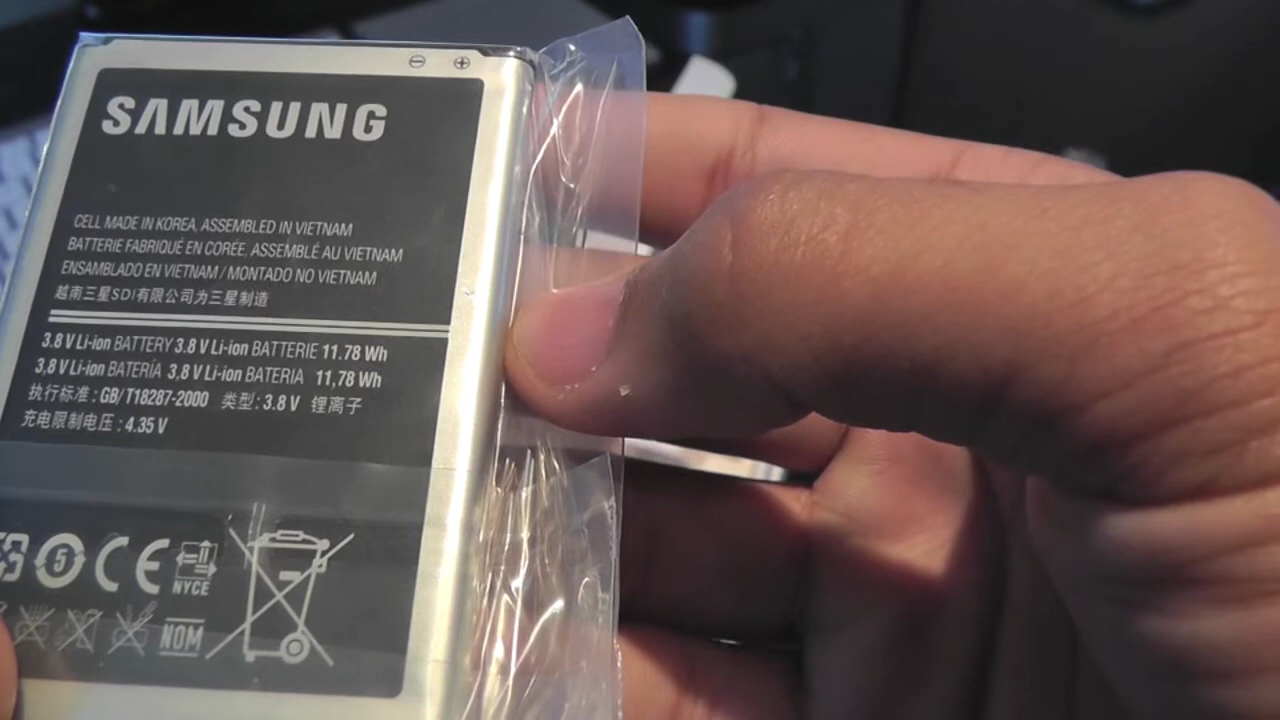 SAMSUNG
CELL MADE IN KOREA, ASSEMBLED IN VIETNAM
BATTERIE FABRIQUÉ EN CORÉE, ASSEMBLÉ AU VIETNAM
ENSAMBLADO EN VIETNAM / MONTADO NO VIETNAM
越南三星SDI有限公司为三星制造
3.8 V Li-ion BATTERY 3.8 V Li-ion BATTERIE 11.78 Wh
3,8 V Li-ion BATERÍA 3,8 V Li-ion BATERIA 11,78 Wh
执行标准 : GB/T18287-2000 类型 : 3.8 V 锂离子
充电限制电压 : 4.35 V
5 CE NYCE
NOM